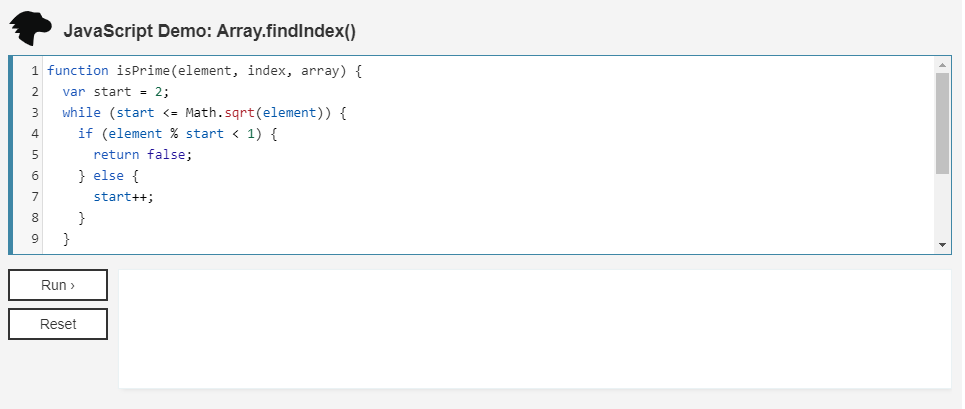 JavaScript Demo: Array.findIndex()
1 function isPrime(element, index, array) {
2   var start = 2;
3   while (start <= Math.sqrt(element)) {
4     if (element % start < 1) {
5       return false;
6     } else {
7       start++;
8     }
9   }
Run ›
Reset